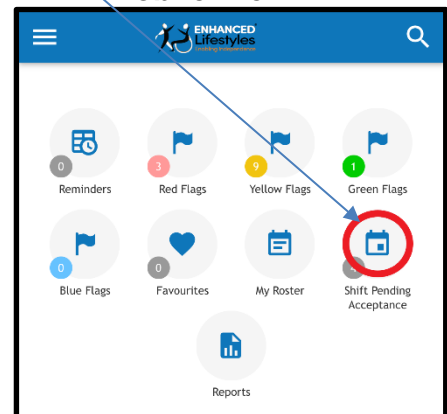 ENHANCED
Lifestyles
Enabling Independence
0
3
9
1
Reminders
Red Flags
Yellow Flags
Green Flags
0
0
Blue Flags
Favourites
My Roster
Shift Pending
Acceptance
Reports